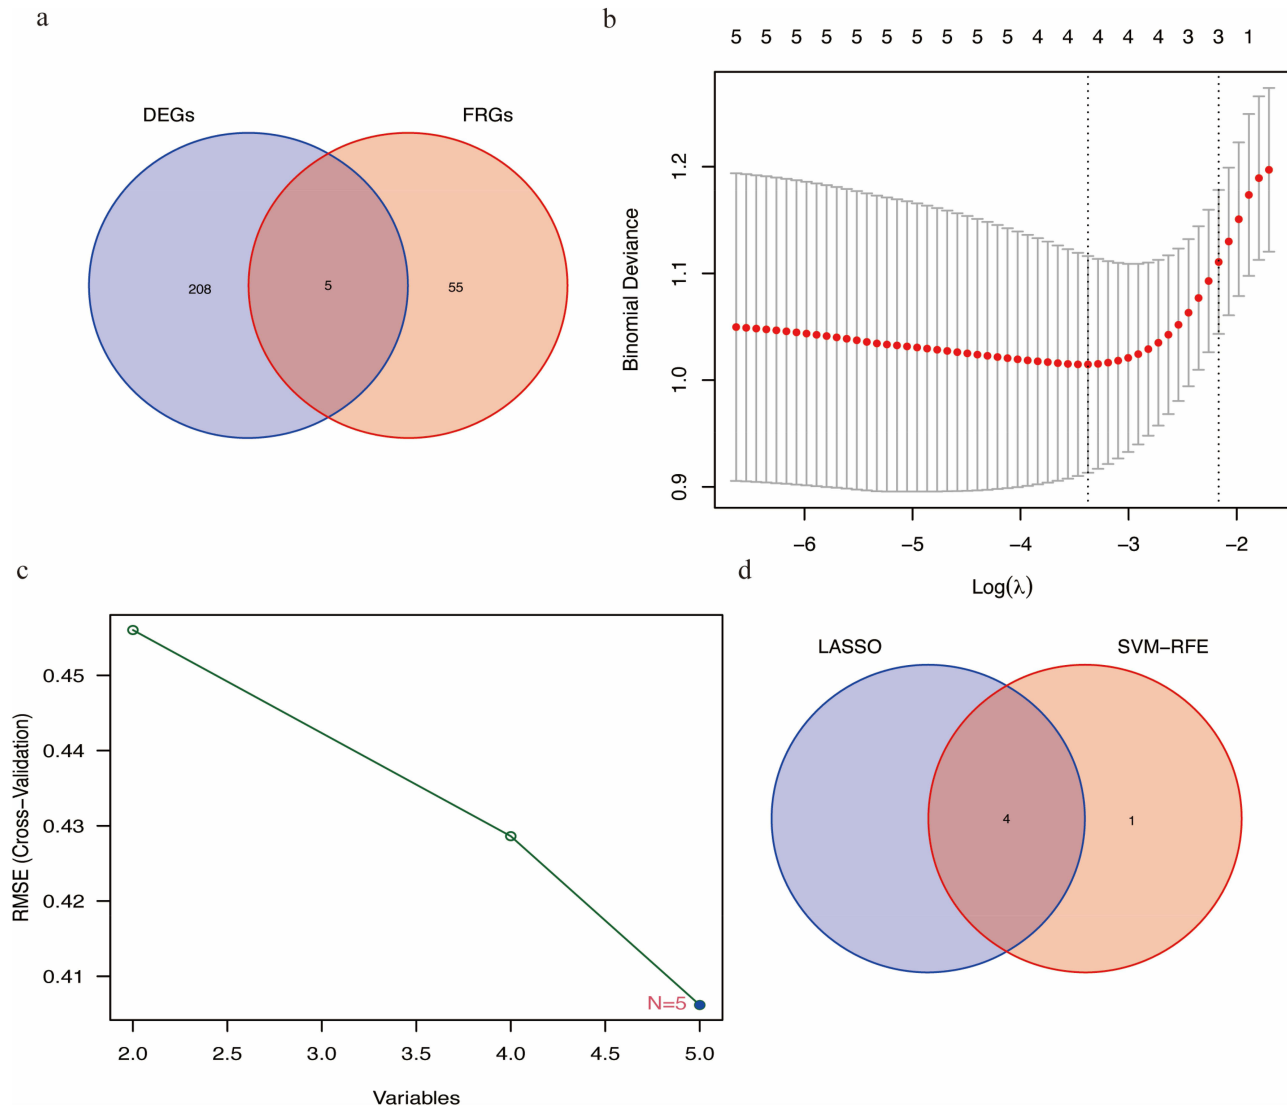 a
DEGs
FRGs
208
5
55
b
5 5 5 5 5 5 5 5 5 5 4 4 4 4 4 3 3 1
Binomial Deviance
1.2
1.1
1.0
0.9
−6 −5 −4 −3 −2
Log(λ)
c
RMSE (Cross−Validation)
0.45
0.44
0.43
0.42
0.41
N=5
2.0 2.5 3.0 3.5 4.0 4.5 5.0
Variables
d
LASSO
SVM−RFE
4
1